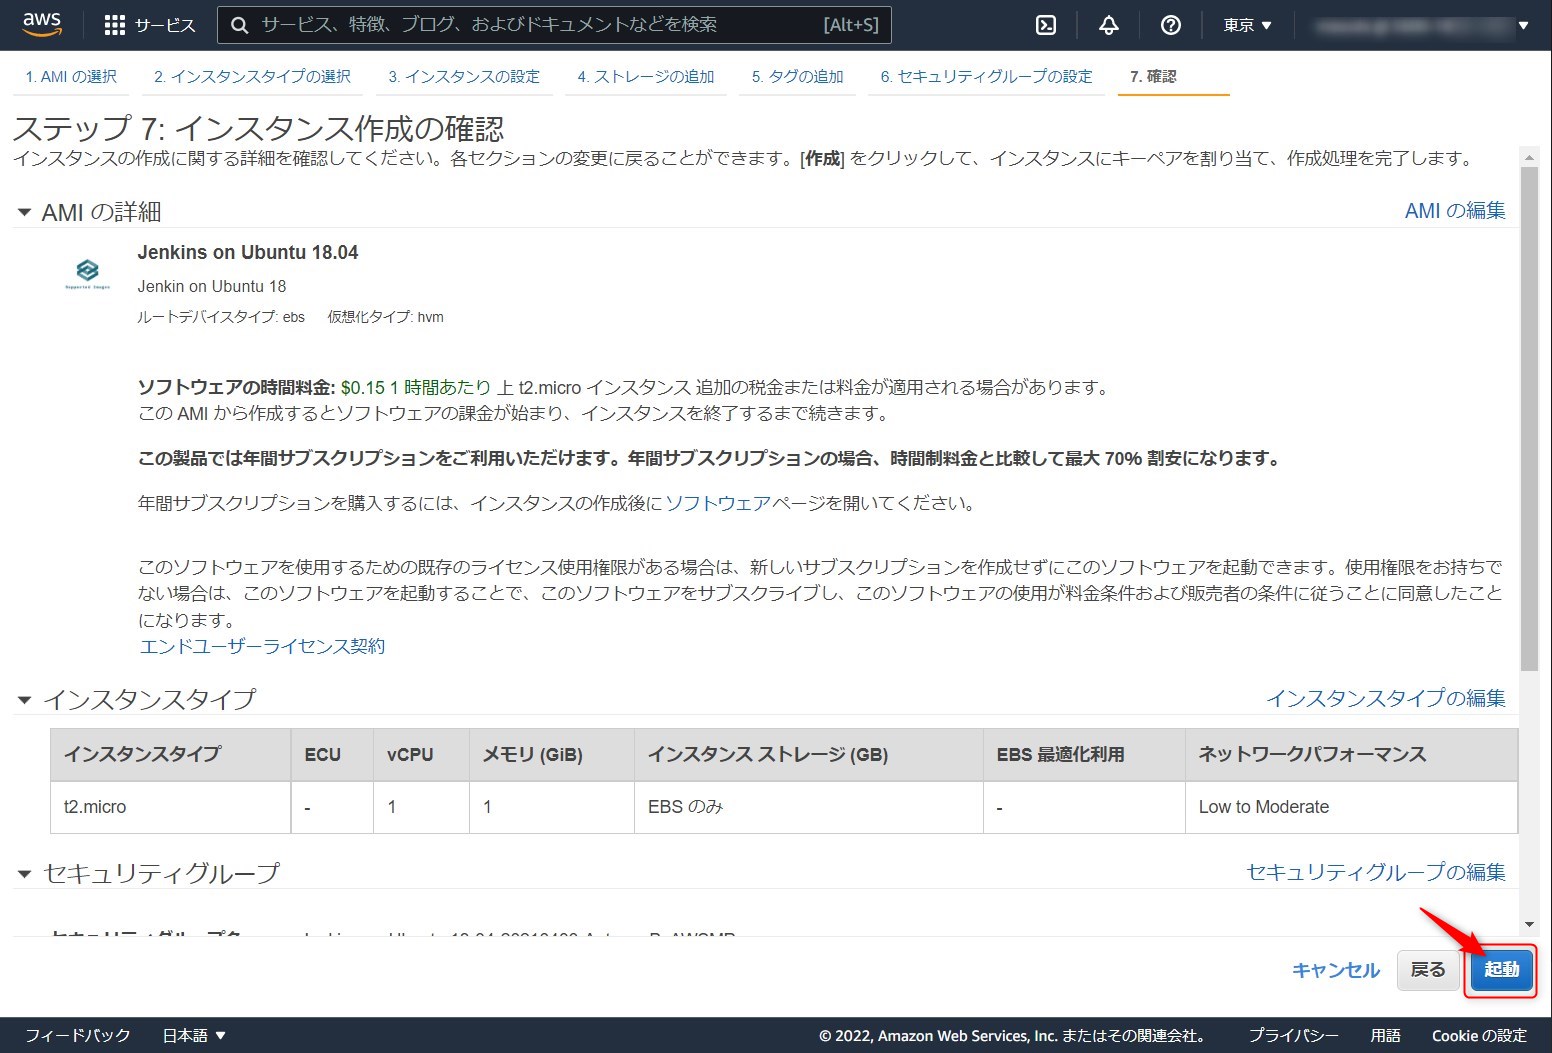 aws
サービス
サービス、特徴、ブログ、およびドキュメントなどを検索 [Alt+S]
東京 ▼
1. AMI の選択 2. インスタンスタイプの選択 3. インスタンスの設定 4. ストレージの追加 5. タグの追加 6. セキュリティグループの設定 7. 確認
ステップ 7: インスタンス作成の確認
インスタンスの作成に関する詳細を確認してください。各セクションの変更に戻ることができます。[作成] をクリックして、インスタンスにキーペアを割り当て、作成処理を完了します。
AMI の詳細 AMI の編集
Jenkins on Ubuntu 18.04
Jenkin on Ubuntu 18
ルートデバイスタイプ: ebs 仮想化タイプ: hvm
ソフトウェアの時間料金: $0.15 1 時間あたり 上 t2.micro インスタンス 追加の税金または料金が適用される場合があります。
この AMI から作成するとソフトウェアの課金が始まり、インスタンスを終了するまで続きます。
この製品では年間サブスクリプションをご利用いただけます。年間サブスクリプションの場合、時間制料金と比較して最大 70% 割安になります。
年間サブスクリプションを購入するには、インスタンスの作成後に ソフトウェアページを開いてください。
このソフトウェアを使用するための既存のライセンス使用権限がある場合は、新しいサブスクリプションを作成せずにこのソフトウェアを起動できます。使用権限をお持ちで
ない場合は、このソフトウェアを起動することで、このソフトウェアをサブスクライブし、このソフトウェアの使用が料金条件および販売者の条件に従うことに同意したこと
になります。
エンドユーザーライセンス契約
インスタンスタイプ インスタンスタイプの編集
インスタンスタイプ ECU vCPU メモリ (GiB) インスタンス ストレージ (GB) EBS 最適化利用 ネットワークパフォーマンス
t2.micro - 1 1 EBS のみ - Low to Moderate
セキュリティグループ セキュリティグループの編集
キャンセル 戻る 起動
フィードバック 日本語 ▼ © 2022, Amazon Web Services, Inc. またはその関連会社。 プライバシー 用語 Cookie の設定